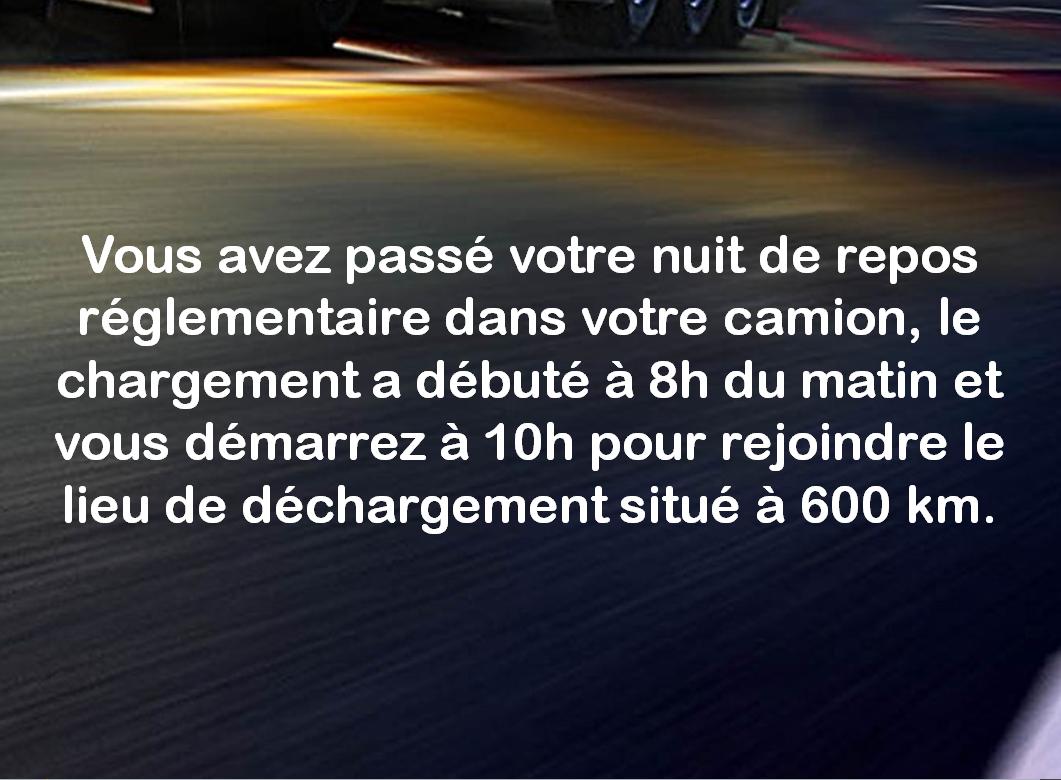 Vous avez passé votre nuit de repos
réglementaire dans votre camion, le
chargement a débuté à 8h du matin et
vous démarrez à 10h pour rejoindre le
lieu de déchargement situé à 600 km.